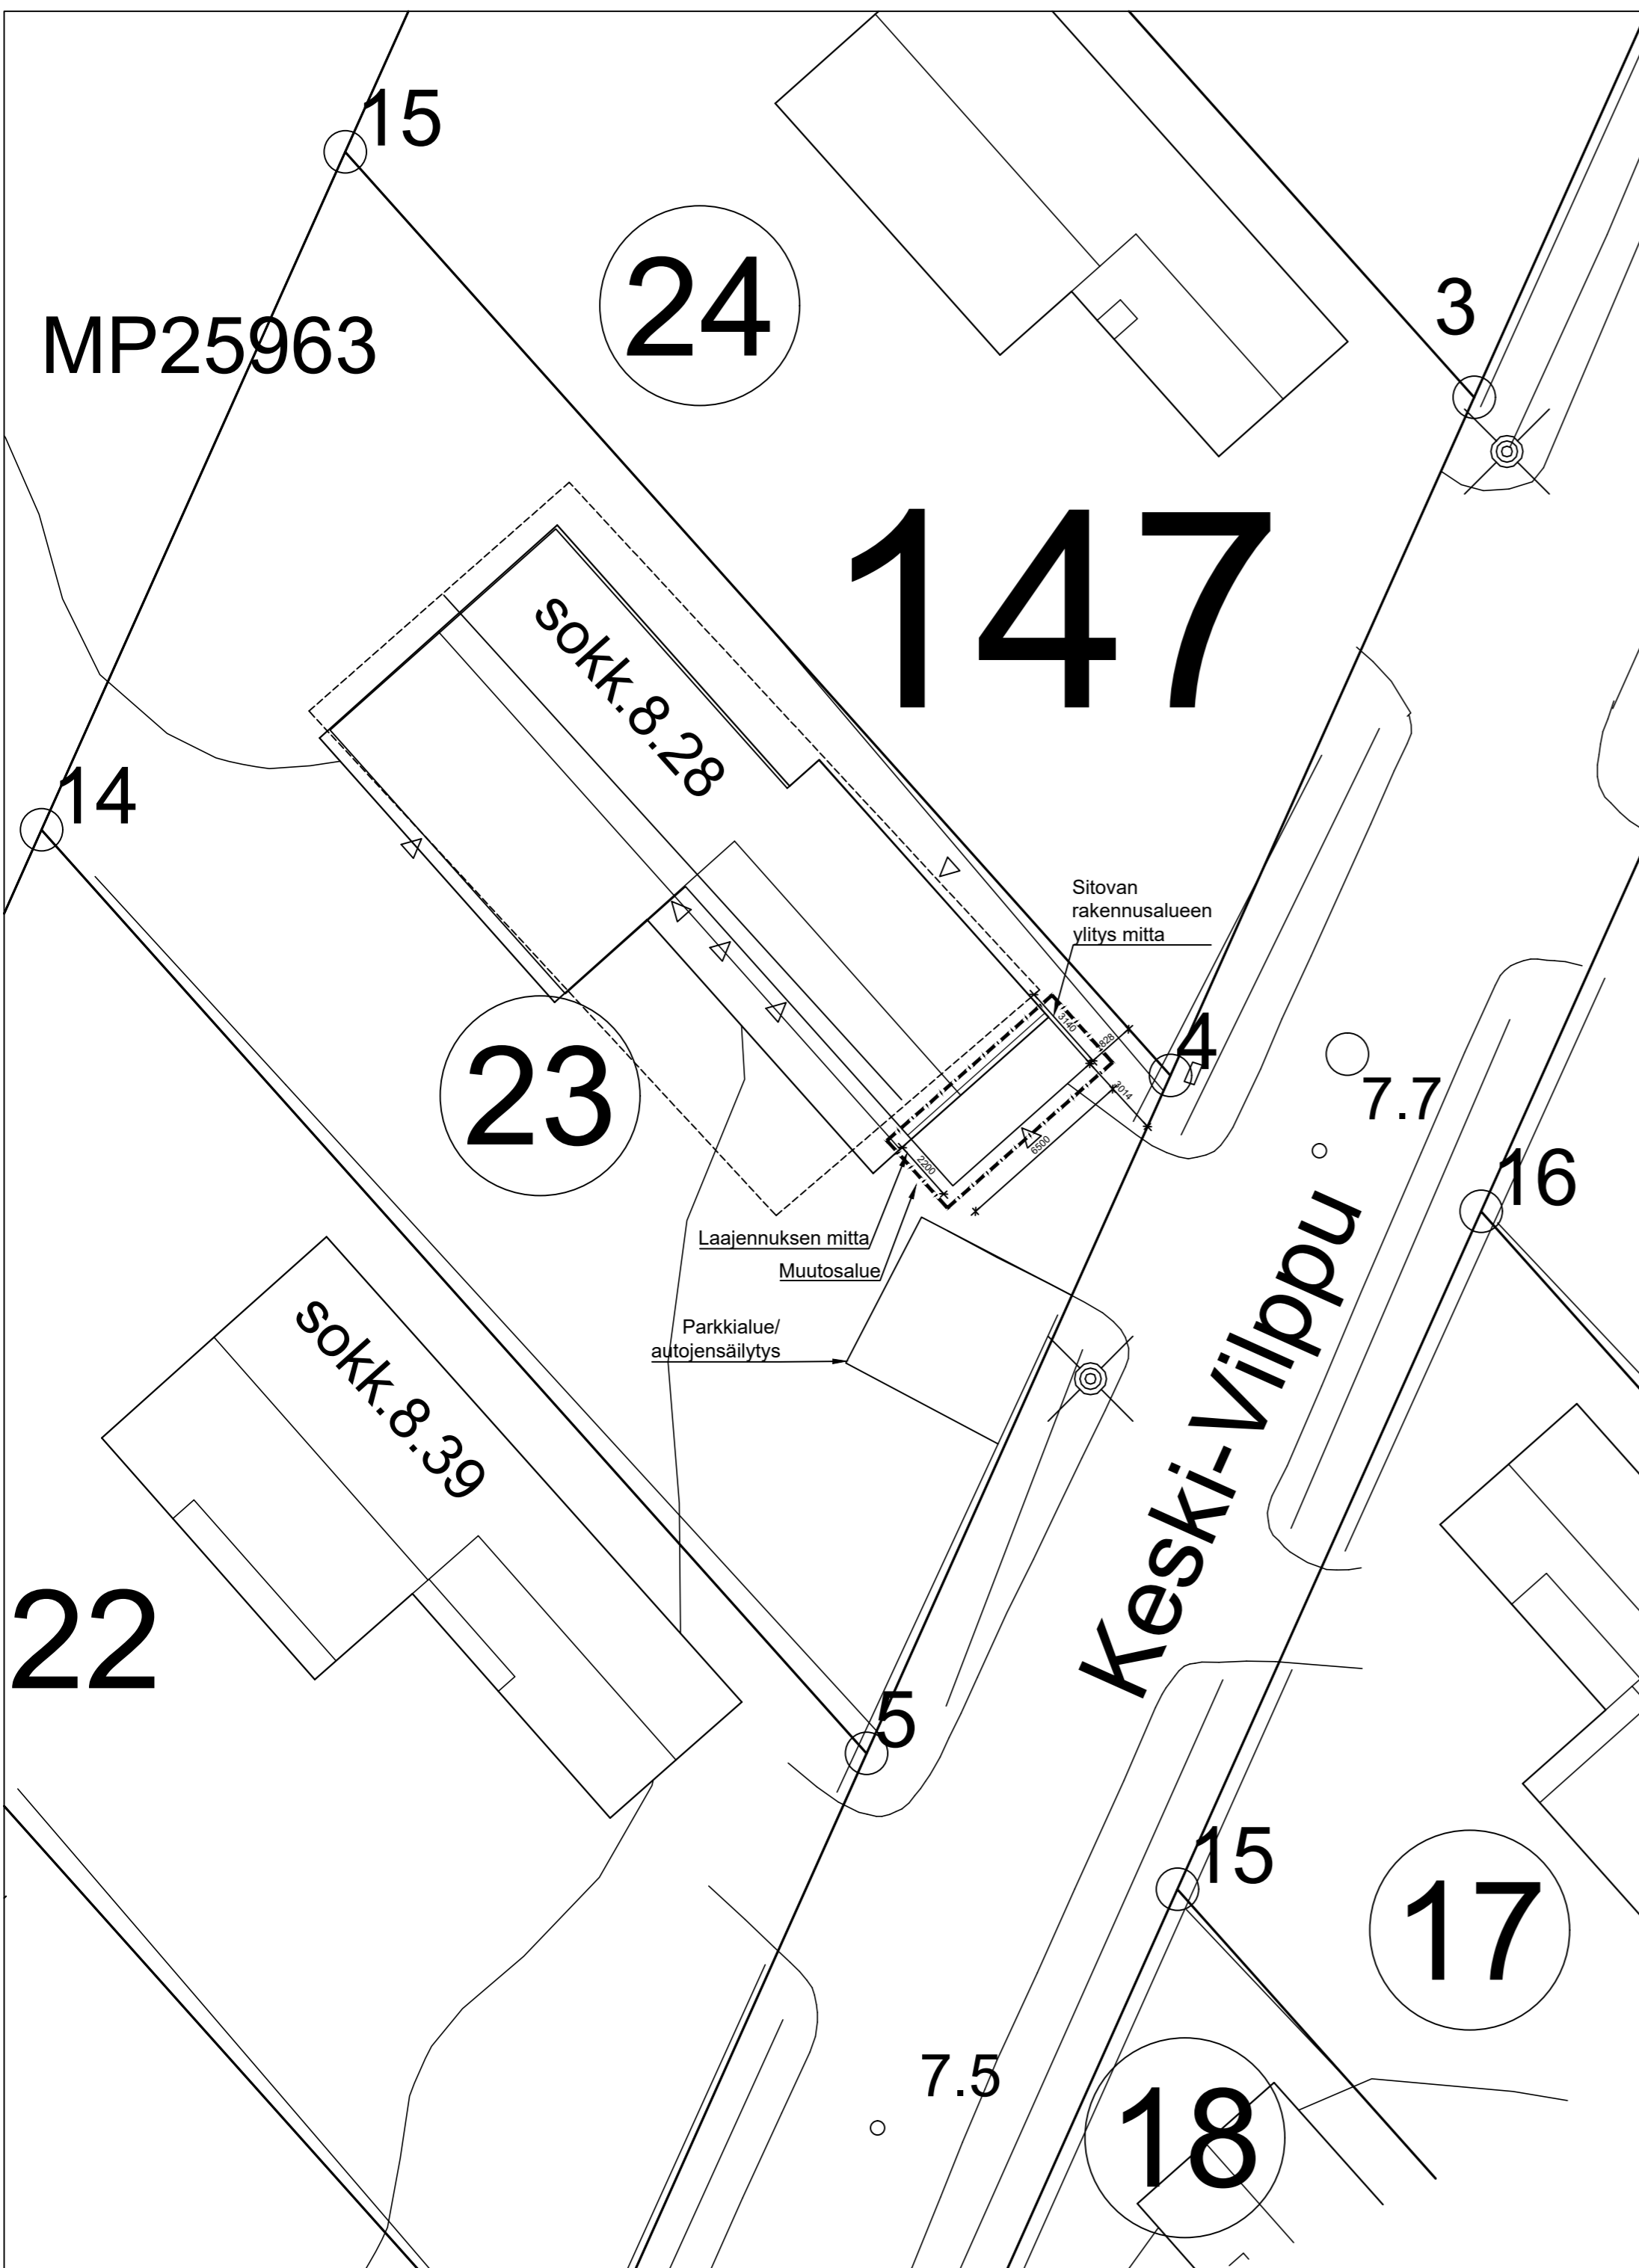 15
24
MP25963
3
147
sokk.8.28
14
Sitovan
rakennusalueen
ylitys mitta
3140
828
4
3014
7.7
23
6500
2200
16
Laajennuksen mitta
Muutosalue
Parkkialue/
autojensäilytys
sokk.8.39
Keski-Vilppu
22
5
15
17
7.5
18